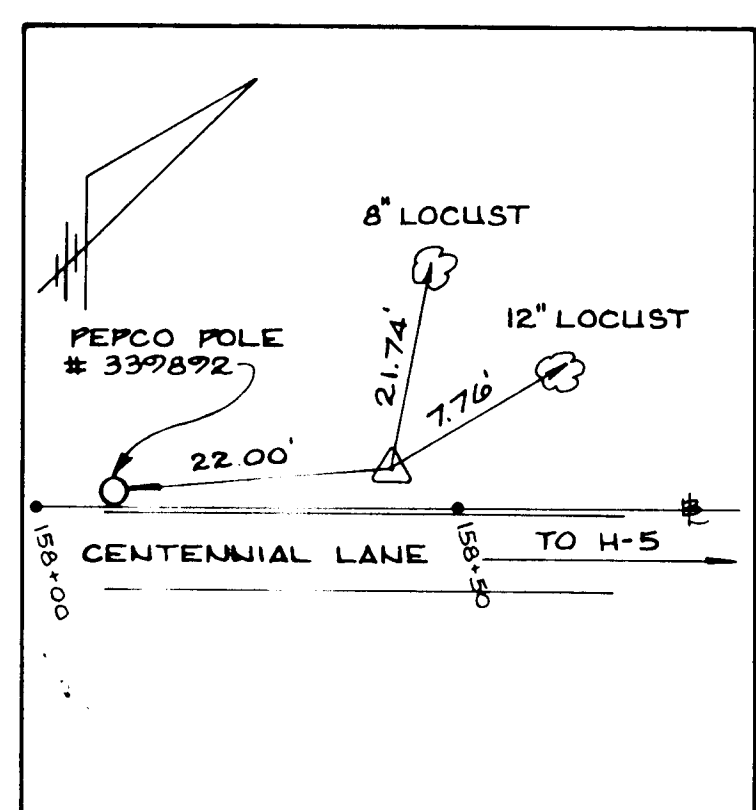 8" LOCUST
12" LOCUST
PEPCO POLE
# 339892
21.74'
7.76'
22.00'
CENTENNIAL LANE
TO H-5
158+00
158+50